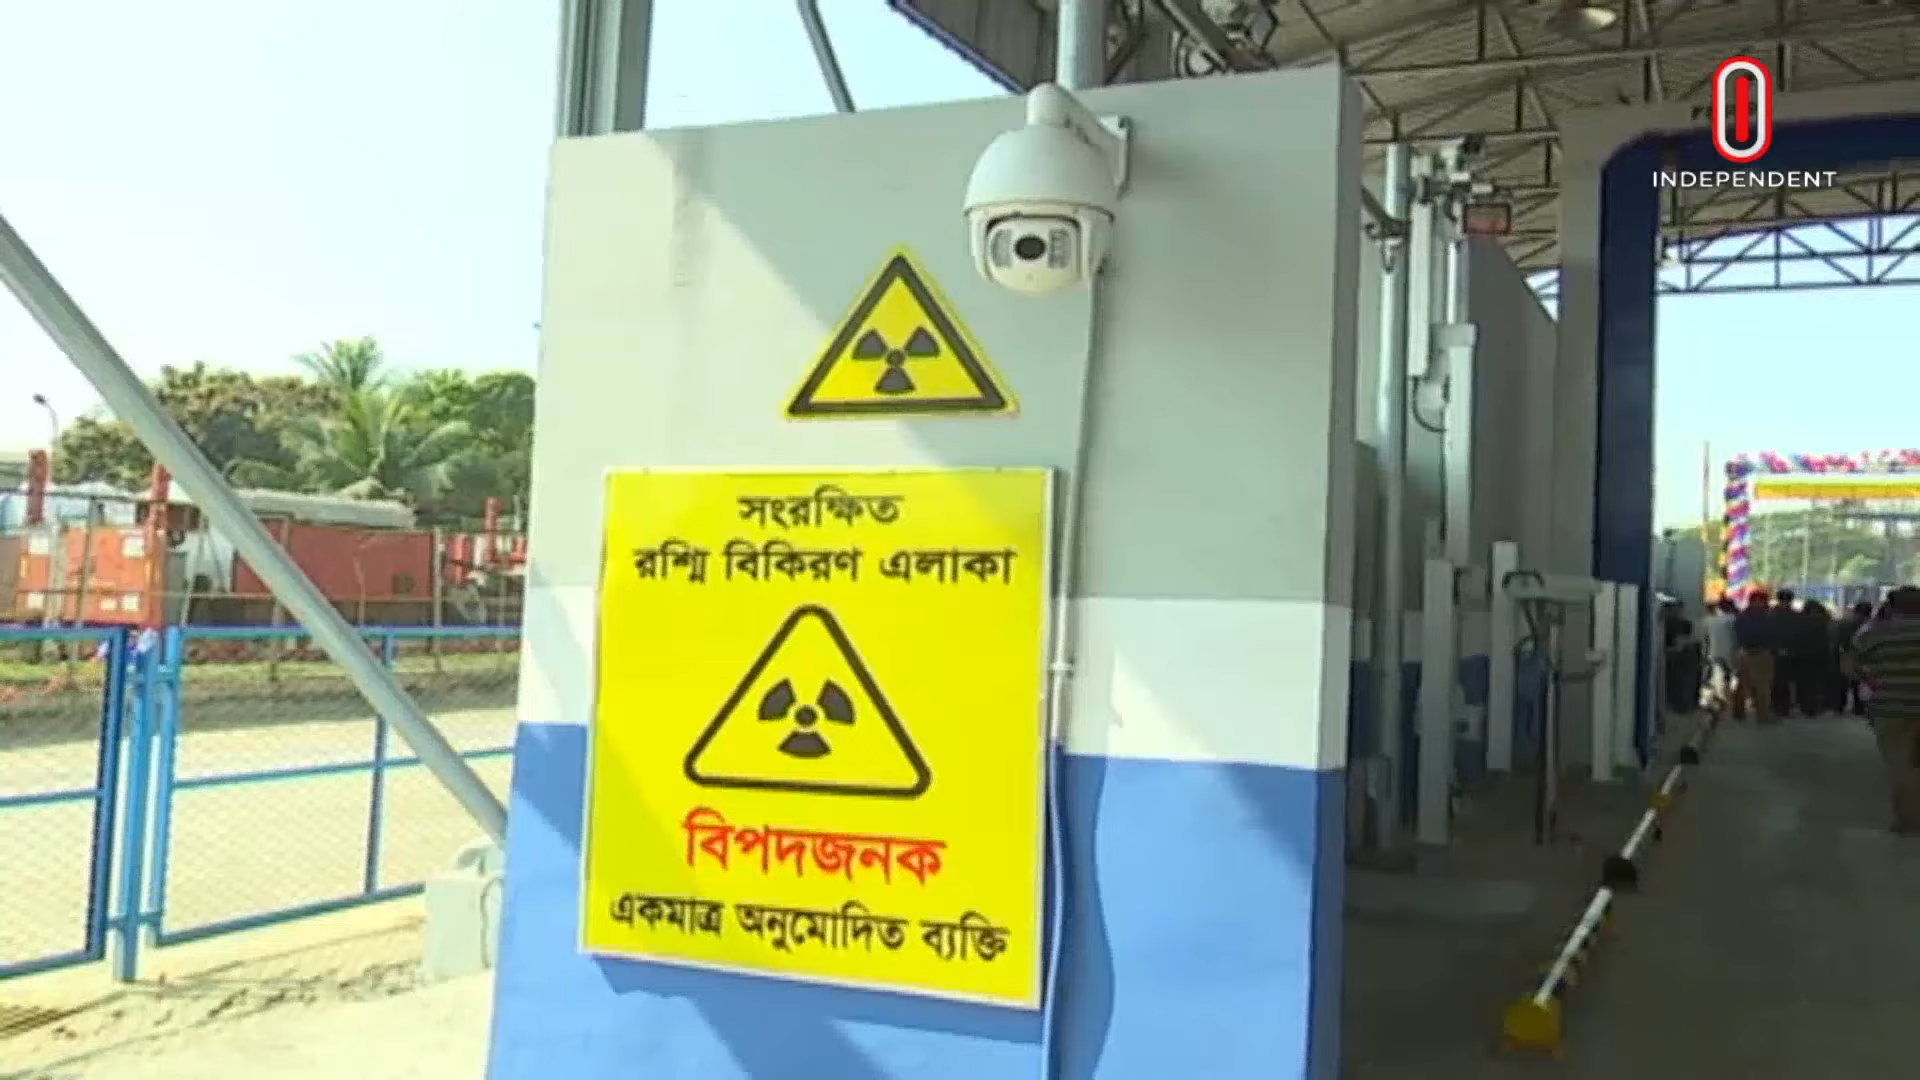 INDEPENDENT
সংরক্ষিত
রশ্মি বিকিরণ এলাকা
বিপদজনক
একমাত্র অনুমোদিত ব্যক্তি